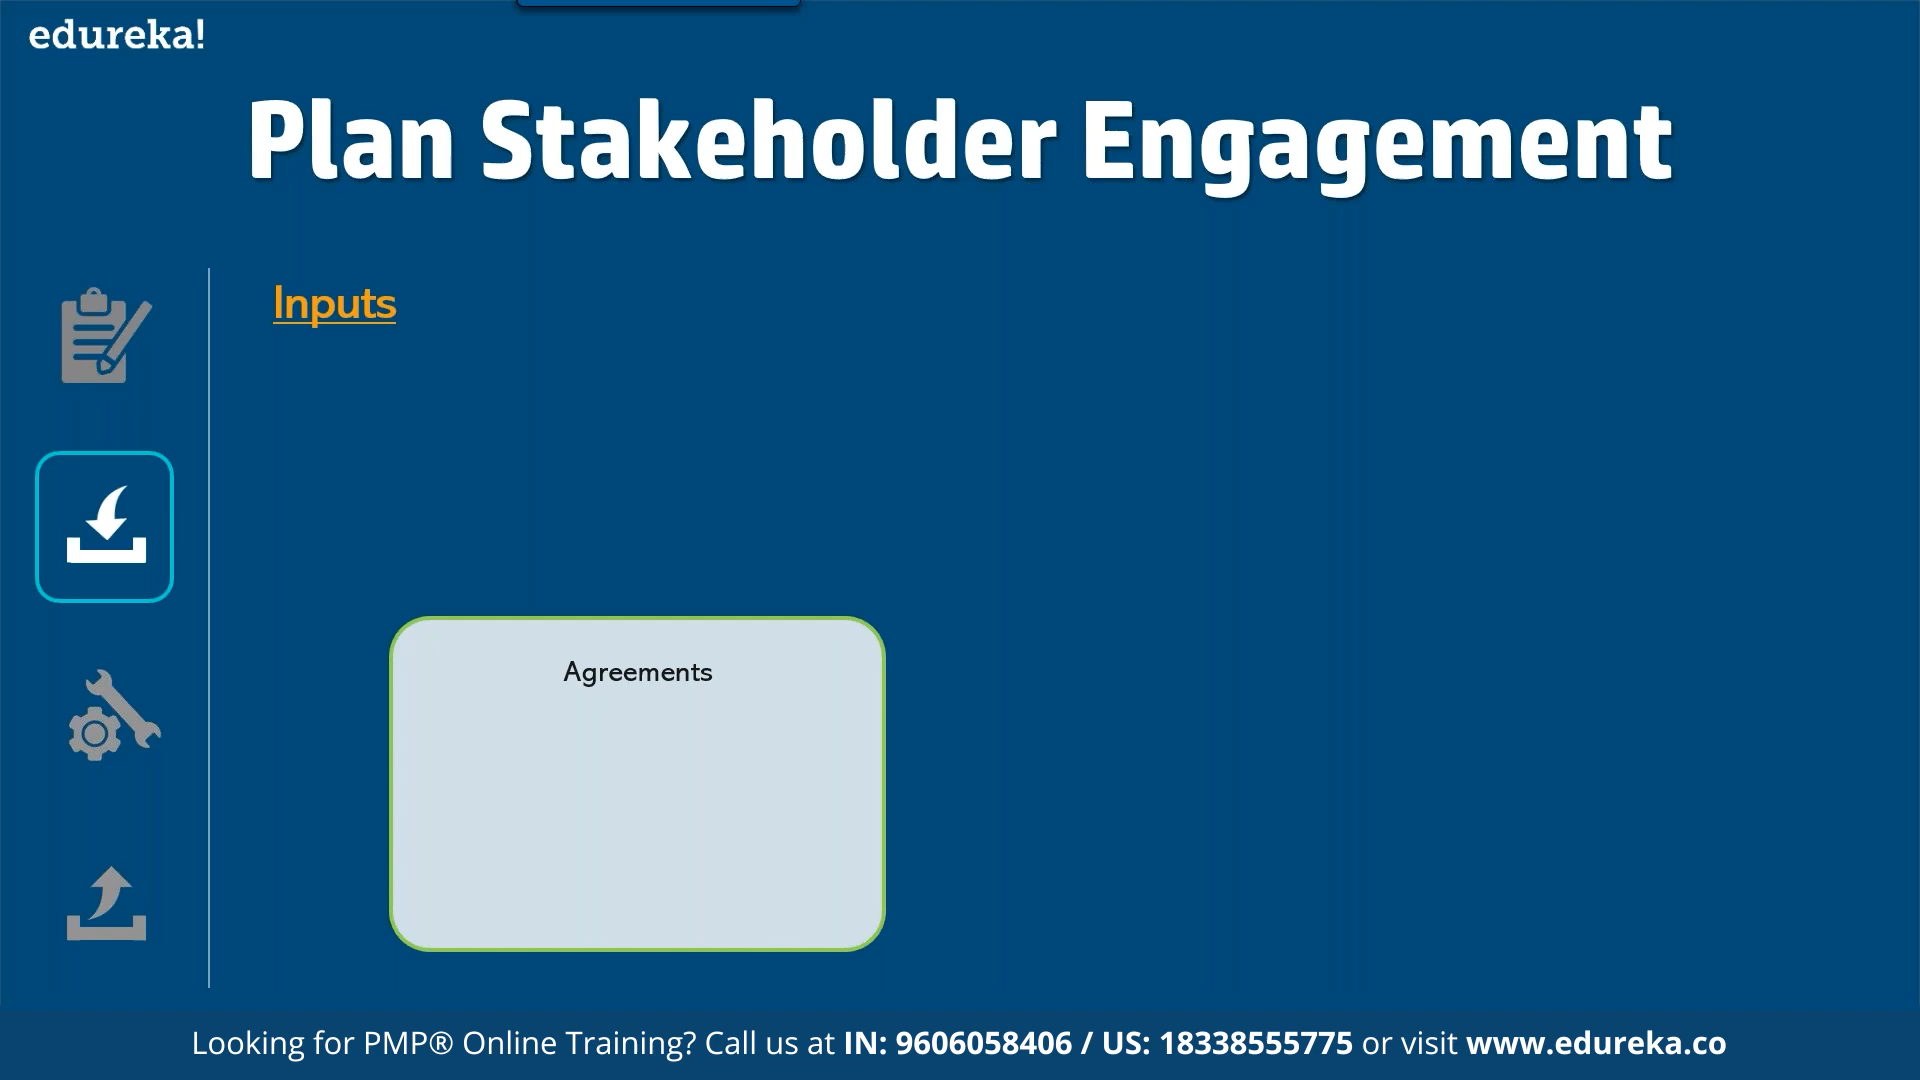 edureka!
Plan Stakeholder Engagement
Inputs
Agreements
Looking for PMP® Online Training? Call us at IN: 9606058406 / US: 18338555775 or visit www.edureka.co